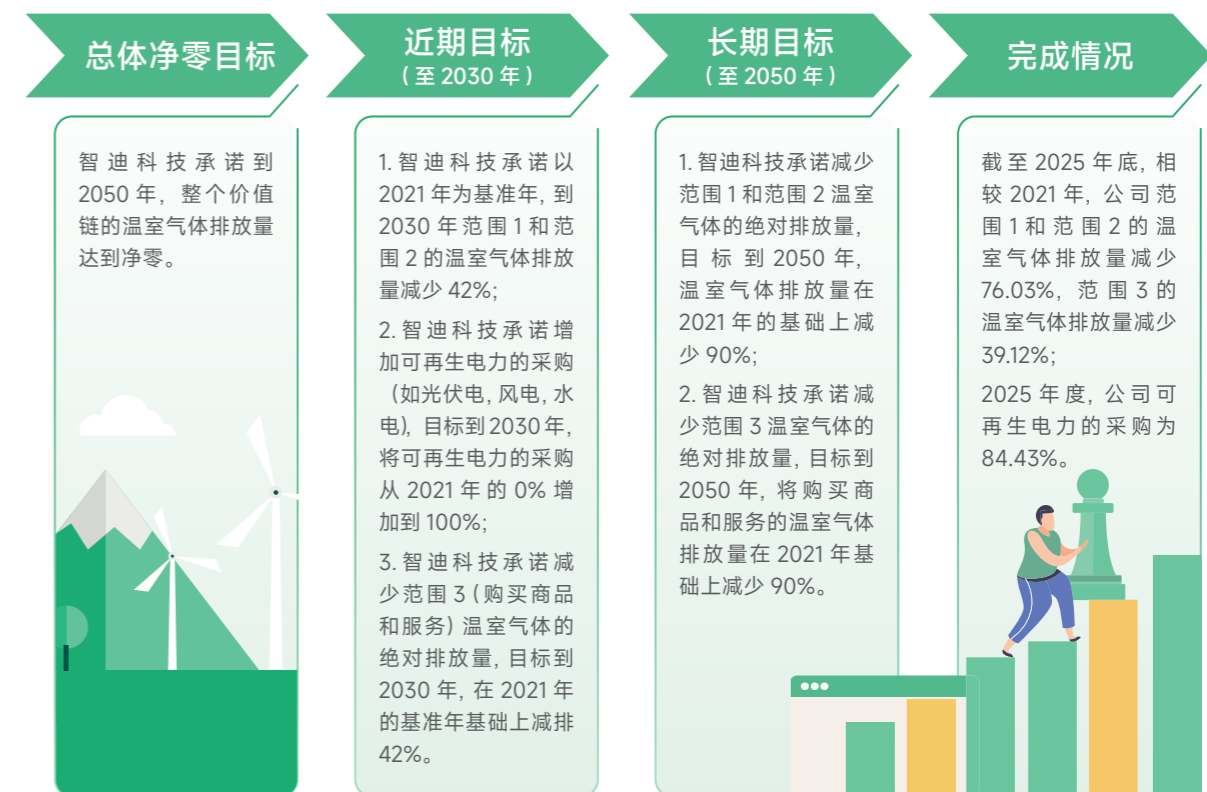 总体净零目标
智迪科技承诺到
2050 年, 整个价值
链的温室气体排放量
达到净零。
近期目标
(至 2030 年)
1. 智迪科技承诺以
2021 年为基准年, 到
2030 年范围 1 和范
围 2 的温室气体排放
量减少 42%;
2. 智迪科技承诺增
加可再生电力的采购
(如光伏电, 风电, 水
电), 目标到 2030 年,
将可再生电力的采购
从 2021 年的 0% 增
加到 100%;
3. 智迪科技承诺减
少范围 3 (购买商品
和服务) 温室气体的
绝对排放量, 目标到
2030 年, 在 2021 年
的基准年基础上减排
42%。
长期目标
(至 2050 年)
1. 智迪科技承诺减少
范围 1 和范围 2 温室
气体的绝对排放量,
目标到 2050 年,
温室气体排放量在
2021 年的基础上减
少 90%;
2. 智迪科技承诺减
少范围 3 温室气体的
绝对排放量, 目标到
2050 年, 将购买商
品和服务的温室气体
排放量在 2021 年基
础上减少 90%。
完成情况
截至 2025 年底, 相
较 2021 年, 公司范
围 1 和范围 2 的温
室气体排放量减少
76.03%, 范围 3 的
温室气体排放量减少
39.12%;
2025 年度, 公司可
再生电力的采购为
84.43%。